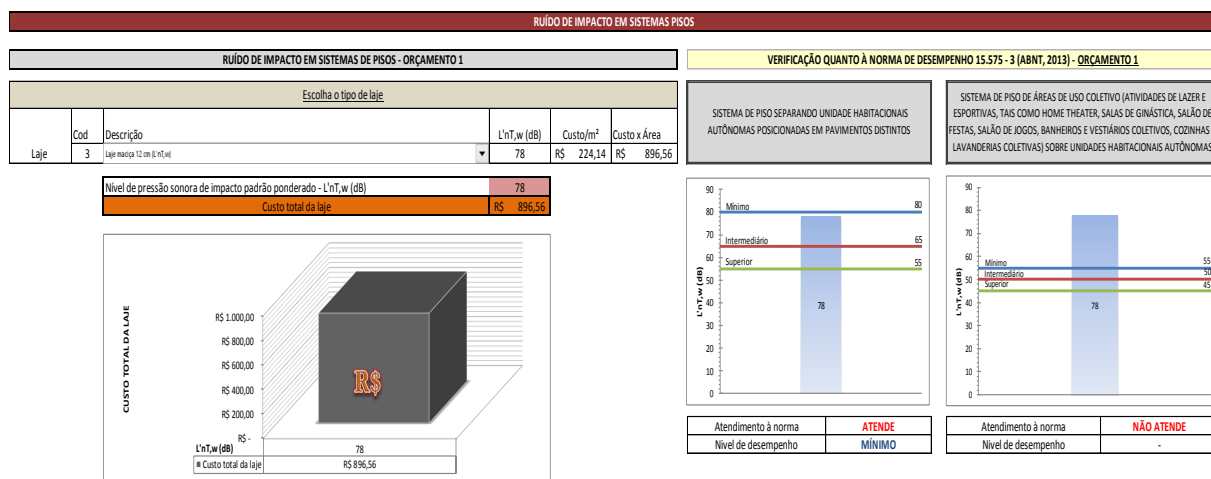 RUÍDO DE IMPACTO EM SISTEMAS PISOS
RUÍDO DE IMPACTO EM SISTEMAS DE PISOS - ORÇAMENTO 1
Escolha o tipo de laje
Cod Descrição L'nT,w (dB) Custo/m² Custo x Área
Laje 3 Laje maciça 12 cm (L'nT,w) 78 R$ 224,14 R$ 896,56
Nível de pressão sonora de impacto padrão ponderado - L'nT,w (dB) 78
Custo total da laje R$ 896,56
CUSTO TOTAL DA LAJE
R$ 1.000,00
R$ 800,00
R$ 600,00
R$ 400,00
R$ 200,00
R$ -
R$
L'nT,w (dB) 78
Custo total da laje R$ 896,56
VERIFICAÇÃO QUANTO À NORMA DE DESEMPENHO 15.575 - 3 (ABNT, 2013) - ORÇAMENTO 1
SISTEMA DE PISO SEPARANDO UNIDADE HABITACIONAIS
AUTÔNOMAS POSICIONADAS EM PAVIMENTOS DISTINTOS
L'nT,w (dB)
90
80
70
60
50
40
30
20
10
0
Mínimo 80
Intermediário 65
Superior 55
78
Atendimento à norma ATENDE
Nivel de desempenho MÍNIMO
SISTEMA DE PISO DE ÁREAS DE USO COLETIVO (ATIVIDADES DE LAZER E
ESPORTIVAS, TAIS COMO HOME THEATER, SALAS DE GINÁSTICA, SALÃO DE
FESTAS, SALÃO DE JOGOS, BANHEIROS E VESTIÁRIOS COLETIVOS, COZINHAS
LAVANDERIAS COLETIVAS) SOBRE UNIDADES HABITACIONAIS AUTÔNOMAS
L'nT,w (dB)
90
80
70
60
50
40
30
20
10
0
Mínimo 55
Intermediário 50
Superior 45
78
Atendimento à norma NÃO ATENDE
Nivel de desempenho -